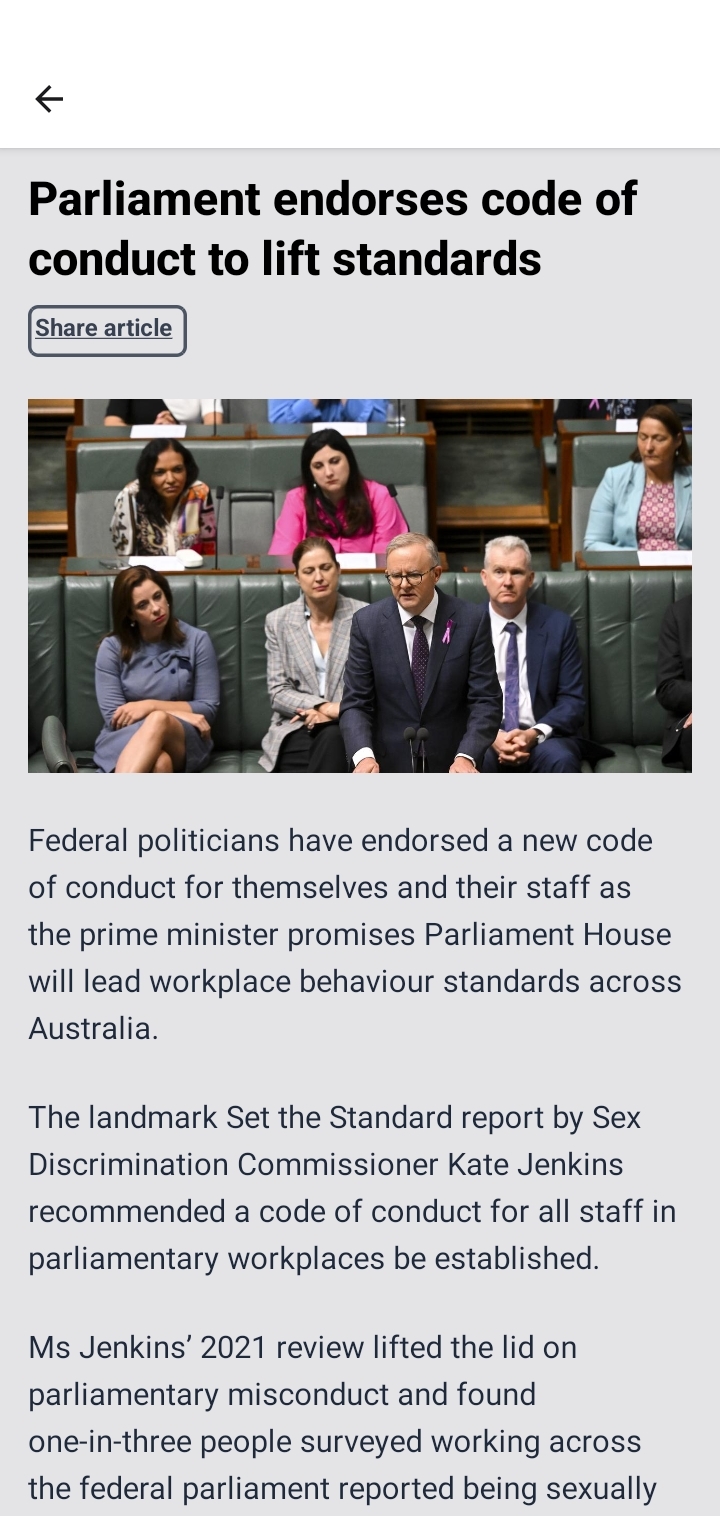 Parliament endorses code of
conduct to lift standards
Share article
Federal politicians have endorsed a new code
of conduct for themselves and their staff as
the prime minister promises Parliament House
will lead workplace behaviour standards across
Australia.
The landmark Set the Standard report by Sex
Discrimination Commissioner Kate Jenkins
recommended a code of conduct for all staff in
parliamentary workplaces be established.
Ms Jenkins’ 2021 review lifted the lid on
parliamentary misconduct and found
one-in-three people surveyed working across
the federal parliament reported being sexually